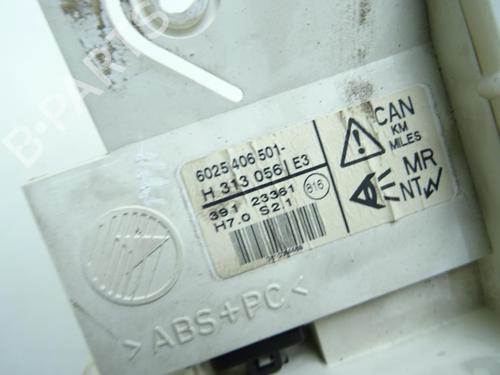 B-PARTS
6025 406 501-
H 313 056 E3
391 23361
H7.0 S2.1
816
CAN
KM
MILES
MR
NT
>ABS+PC<